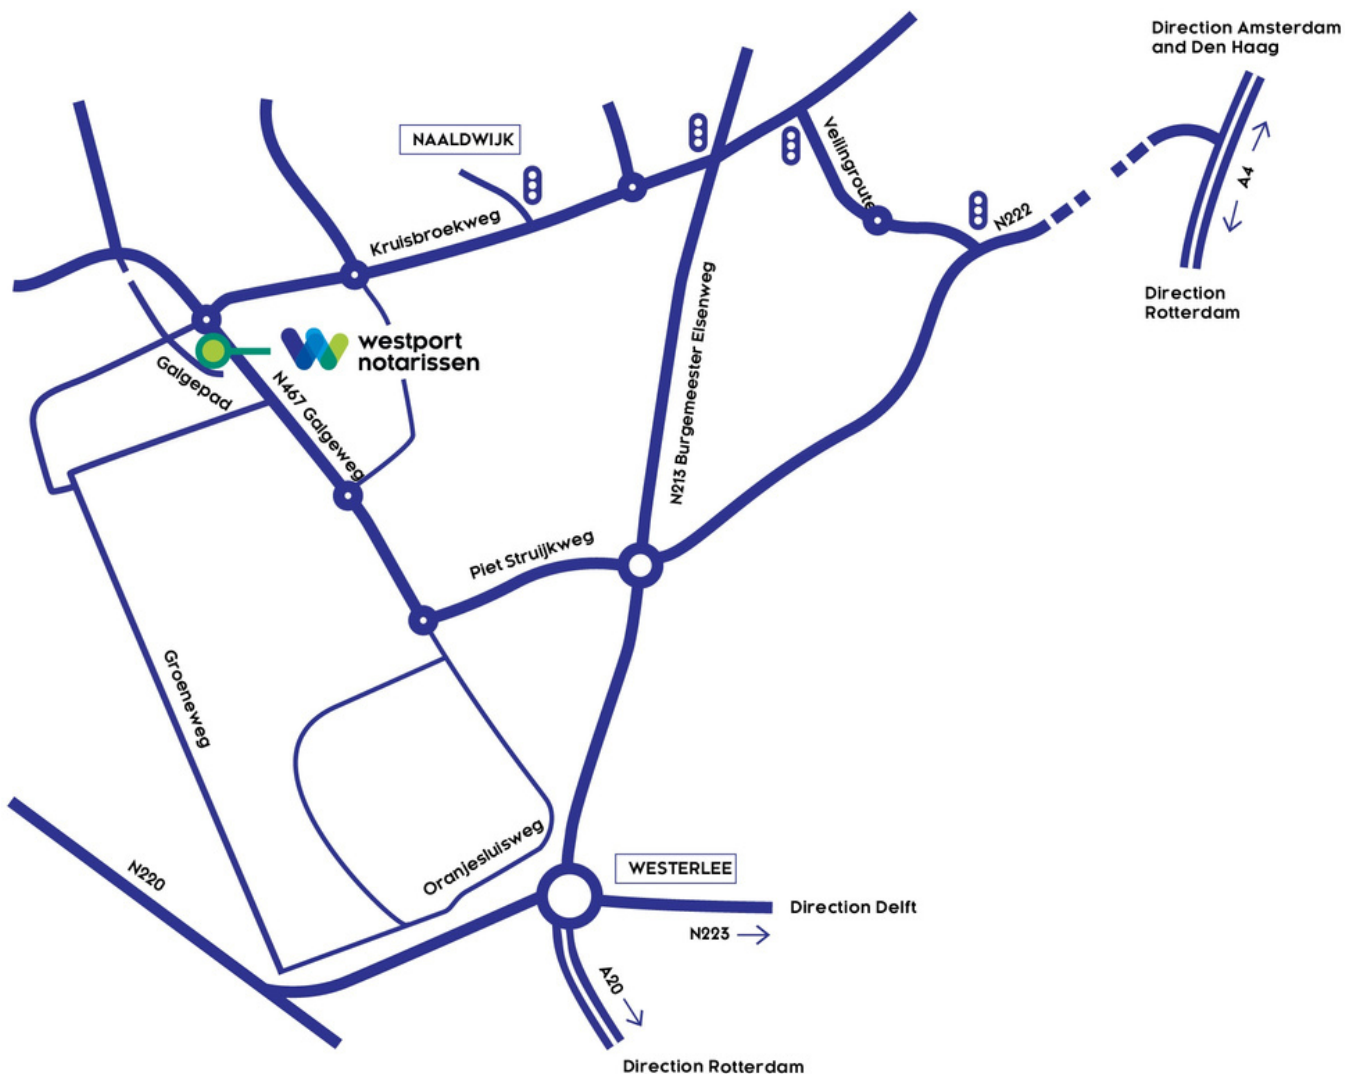 Direction Amsterdam
and Den Haag
NAALDWIJK
Veilingroute
A4
Kruisbroekweg
N222
Direction
Rotterdam
westport
notarissen
Galgepad
N467 Galgeweg
N213 Burgemeester Elsenweg
Piet Struijkweg
Groeneweg
Oranjesluisweg
N220
WESTERLEE
Direction Delft
N223
A20
Direction Rotterdam